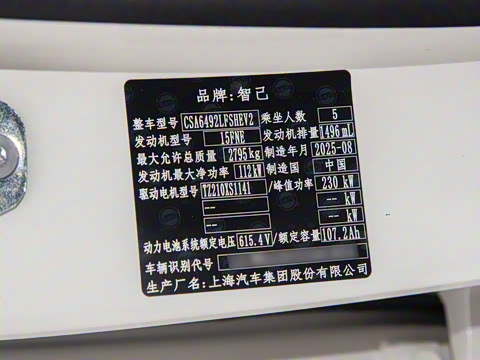 品牌:智己
整车型号 CSA6492LFSHEV2 乘坐人数 5
发动机型号 15FNE 发动机排量 1496mL
最大允许总质量 2795kg 制造年月 2025-08
发动机最大净功率 112kW 制造国 中国
驱动电机型号 TZ210XS1141 /峰值功率 230 kW
-- -- kW
-- -- kW
动力电池系统额定电压 615.4V /额定容量 107.2Ah
车辆识别代号
生产厂名:上海汽车集团股份有限公司